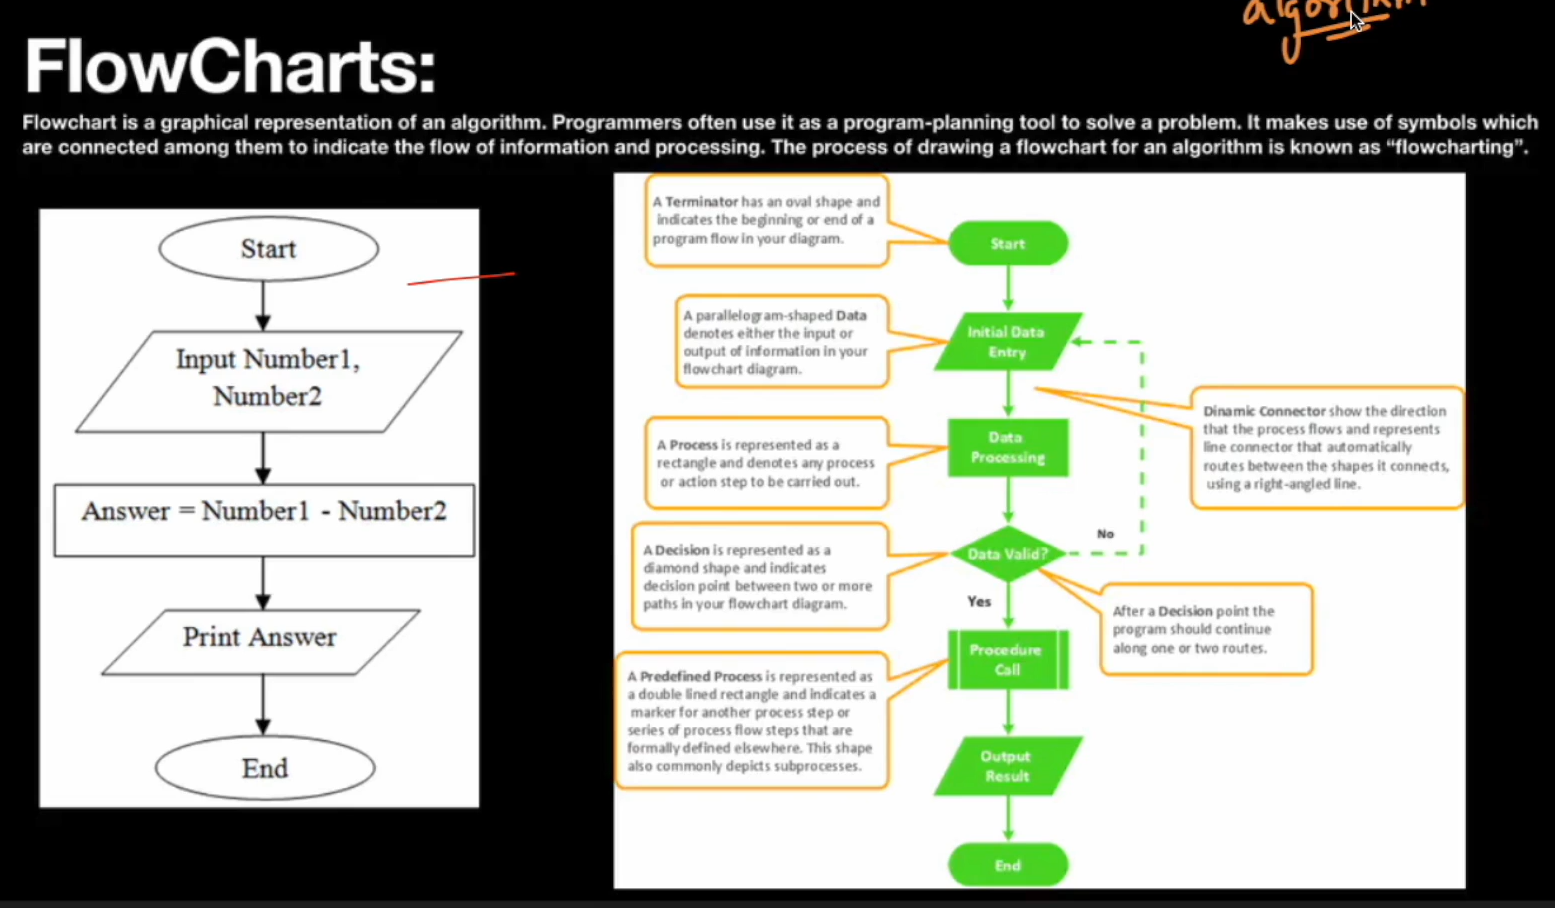 algorithm
FlowCharts:
Flowchart is a graphical representation of an algorithm. Programmers often use it as a program-planning tool to solve a problem. It makes use of symbols which
are connected among them to indicate the flow of information and processing. The process of drawing a flowchart for an algorithm is known as “flowcharting”.
Start
Input Number1,
Number2
Answer = Number1 - Number2
Print Answer
End
A Terminator has an oval shape and
indicates the beginning or end of a
program flow in your diagram.
Start
A parallelogram-shaped Data
denotes either the input or
output of information in your
flowchart diagram.
Initial Data
Entry
Dinamic Connector show the direction
that the process flows and represents
line connector that automatically
routes between the shapes it connects,
using a right-angled line.
A Process is represented as a
rectangle and denotes any process
or action step to be carried out.
Data
Processing
A Decision is represented as a
diamond shape and indicates
decision point between two or more
paths in your flowchart diagram.
Data Valid?
No
Yes
After a Decision point the
program should continue
along one or two routes.
A Predefined Process is represented as
a double lined rectangle and indicates a
marker for another process step or
series of process flow steps that are
formally defined elsewhere. This shape
also commonly depicts subprocesses.
Procedure
Call
Output
Result
End